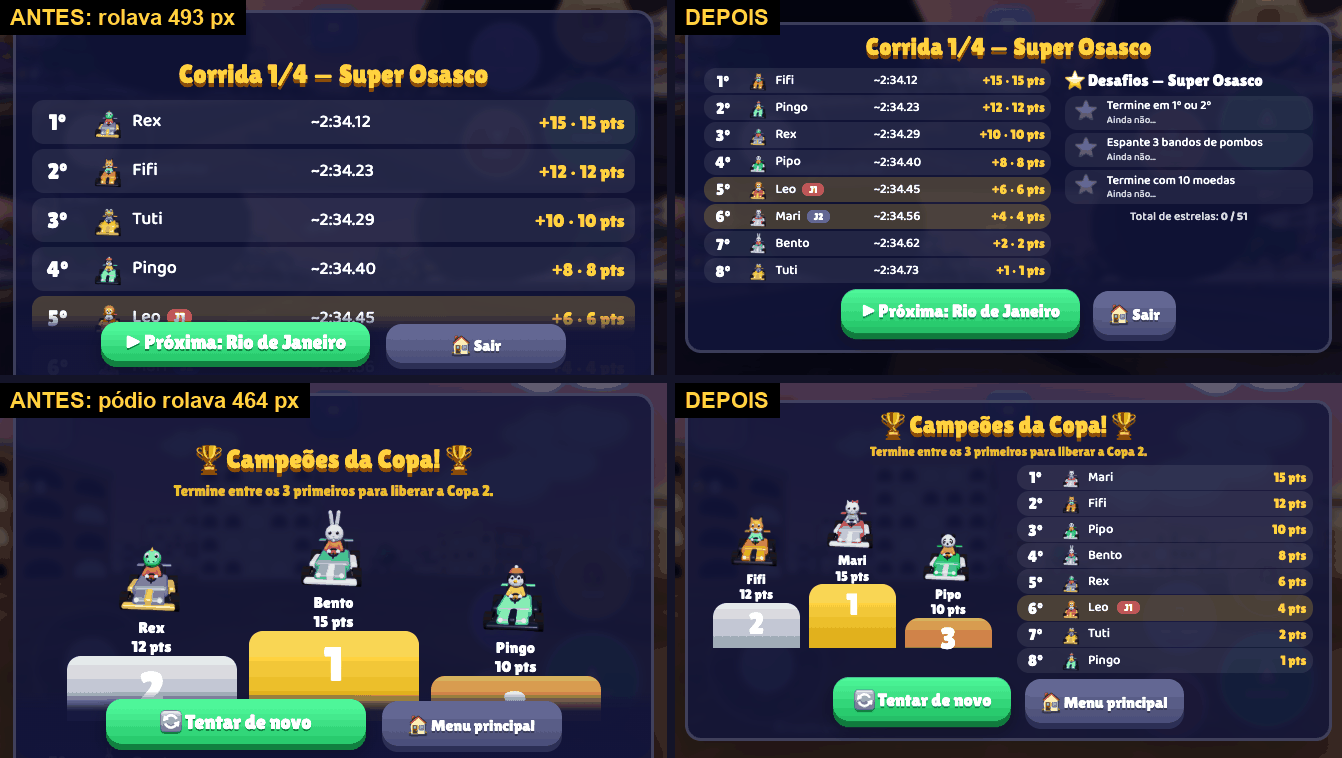 ANTES: rolava 493 px
Corrida 1/4 — Super Osasco
1º Rex ~2:34.12 +15 · 15 pts
2º Fifi ~2:34.23 +12 · 12 pts
3º Tuti ~2:34.29 +10 · 10 pts
4º Pingo ~2:34.40 +8 · 8 pts
5º Leo J1 ~2:34.45 +6 · 6 pts
6º
▶ Próxima: Rio de Janeiro
Sair
DEPOIS
Corrida 1/4 — Super Osasco
1º Fifi ~2:34.12 +15 · 15 pts
2º Pingo ~2:34.23 +12 · 12 pts
3º Rex ~2:34.29 +10 · 10 pts
4º Pipo ~2:34.40 +8 · 8 pts
5º Leo J1 ~2:34.45 +6 · 6 pts
6º Mari J2 ~2:34.56 +4 · 4 pts
7º Bento ~2:34.62 +2 · 2 pts
8º Tuti ~2:34.73 +1 · 1 pts
⭐ Desafios — Super Osasco
Termine em 1º ou 2º
Ainda não...
Espante 3 bandos de pombos
Ainda não...
Termine com 10 moedas
Ainda não...
Total de estrelas: 0 / 51
▶ Próxima: Rio de Janeiro
Sair
ANTES: pódio rolava 464 px
🏆 Campeões da Copa! 🏆
Termine entre os 3 primeiros para liberar a Copa 2.
Rex
12 pts
2
Bento
15 pts
1
Pingo
10 pts
Tentar de novo
Menu principal
DEPOIS
🏆 Campeões da Copa! 🏆
Termine entre os 3 primeiros para liberar a Copa 2.
Fifi
12 pts
2
Mari
15 pts
1
Pipo
10 pts
3
1º Mari 15 pts
2º Fifi 12 pts
3º Pipo 10 pts
4º Bento 8 pts
5º Rex 6 pts
6º Leo J1 4 pts
7º Tuti 2 pts
8º Pingo 1 pts
Tentar de novo
Menu principal